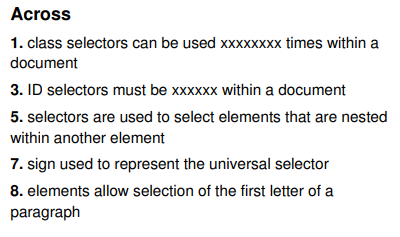 Across
1. class selectors can be used xxxxxxxx times within a
document
3. ID selectors must be xxxxxx within a document
5. selectors are used to select elements that are nested
within another element
7. sign used to represent the universal selector
8. elements allow selection of the first letter of a
paragraph